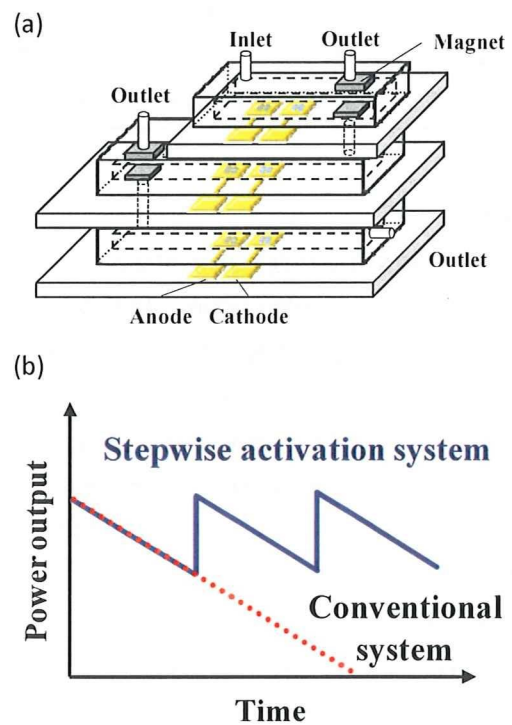 (a)
Inlet
Outlet
Magnet
Outlet
Outlet
Anode Cathode
(b)
Stepwise activation system
Conventional
system
Power output
Time